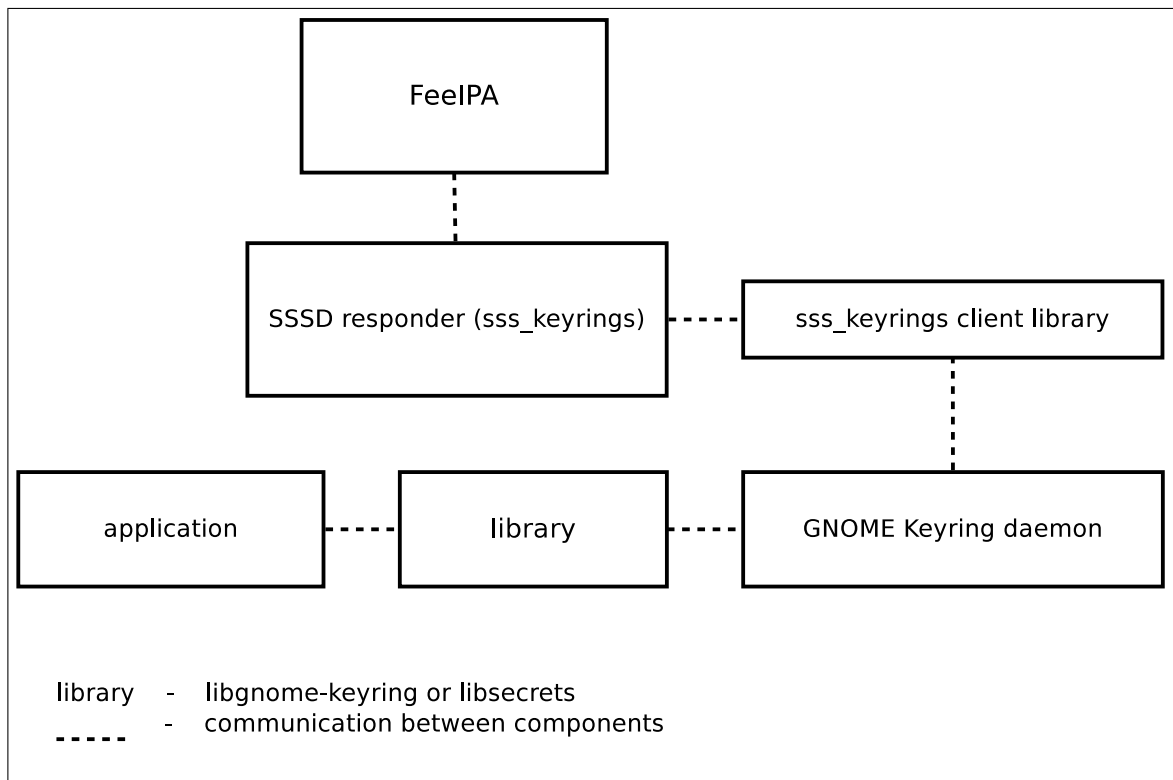 FeeIPA
SSSD responder (sss_keyrings)
sss_keyrings client library
application
library
GNOME Keyring daemon
library - libgnome-keyring or libsecrets
- communication between components